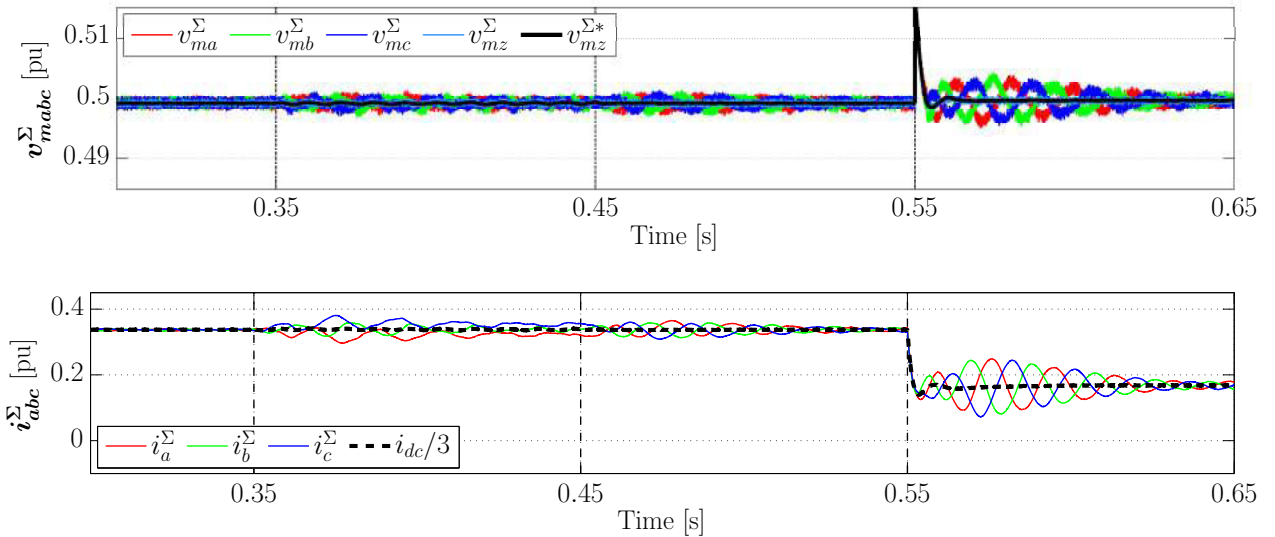 0.51
0.5
0.49
v^Σ_mabc [pu]
v^Σ_ma v^Σ_mb v^Σ_mc v^Σ_mz v^Σ*_mz
0.35 0.45 0.55 0.65
Time [s]
0.4
0.2
0
i^Σ_abc [pu]
i^Σ_a i^Σ_b i^Σ_c i_dc/3
0.35 0.45 0.55 0.65
Time [s]